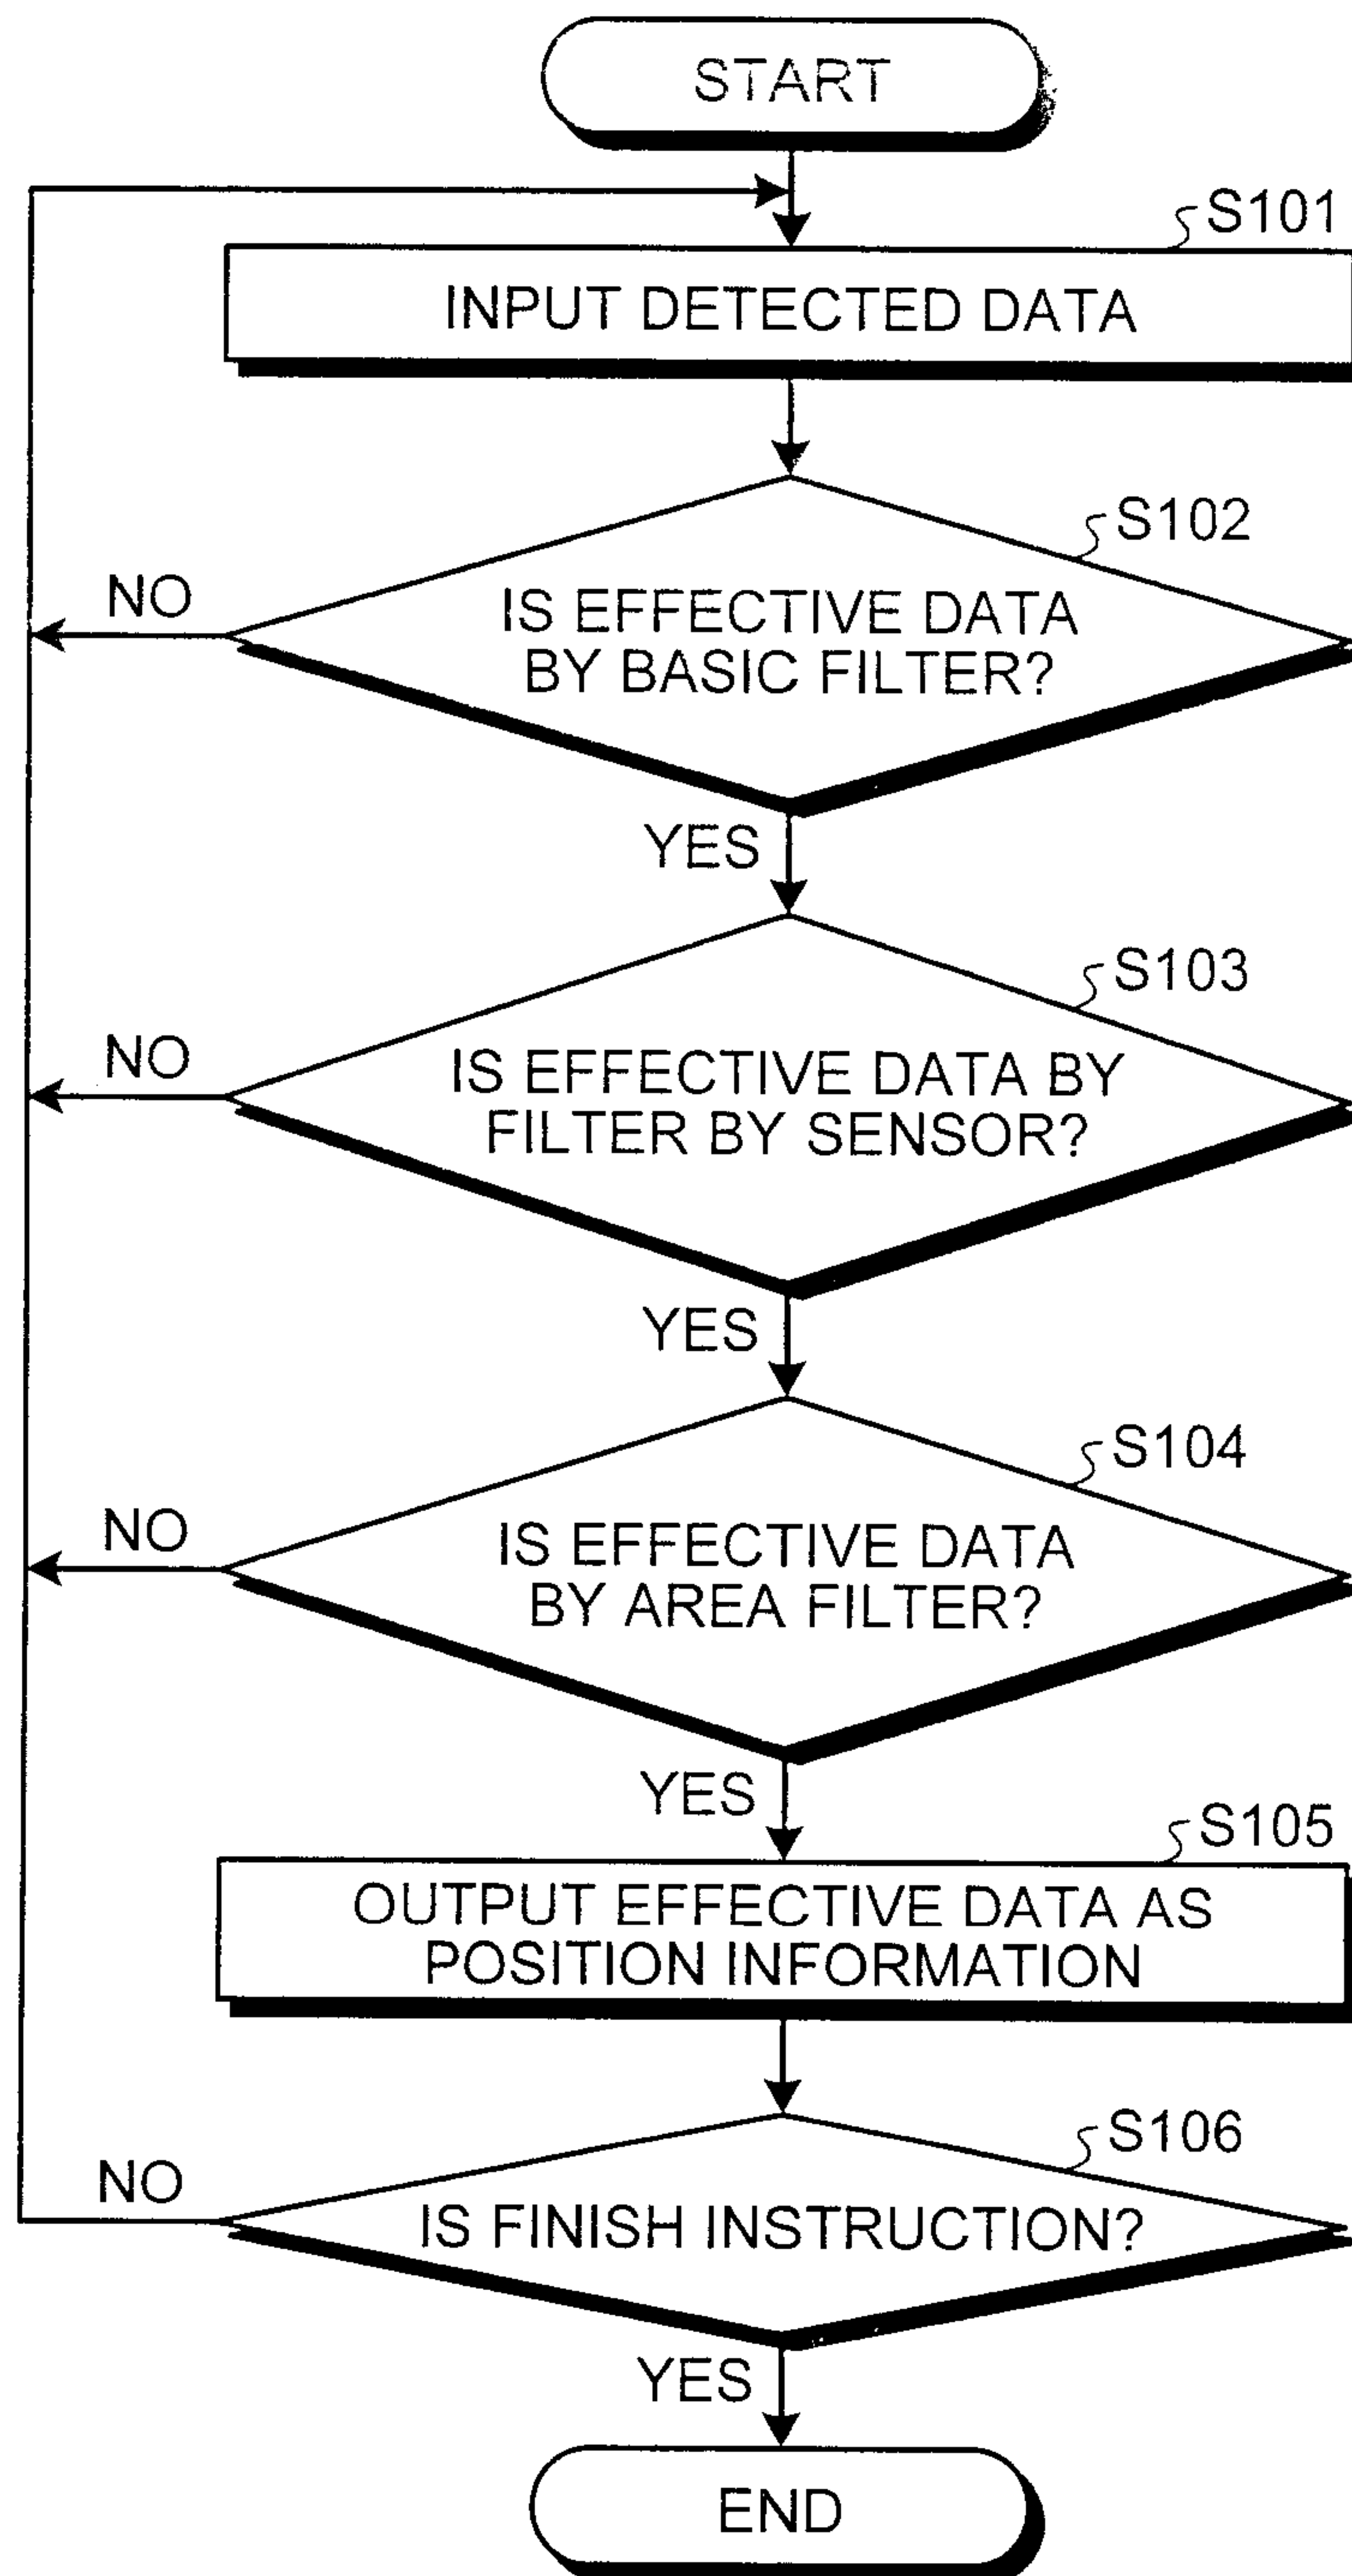 START
S101
INPUT DETECTED DATA
S102
NO
IS EFFECTIVE DATA
BY BASIC FILTER?
YES
S103
NO
IS EFFECTIVE DATA BY
FILTER BY SENSOR?
YES
S104
NO
IS EFFECTIVE DATA
BY AREA FILTER?
YES
S105
OUTPUT EFFECTIVE DATA AS
POSITION INFORMATION
S106
NO
IS FINISH INSTRUCTION?
YES
END